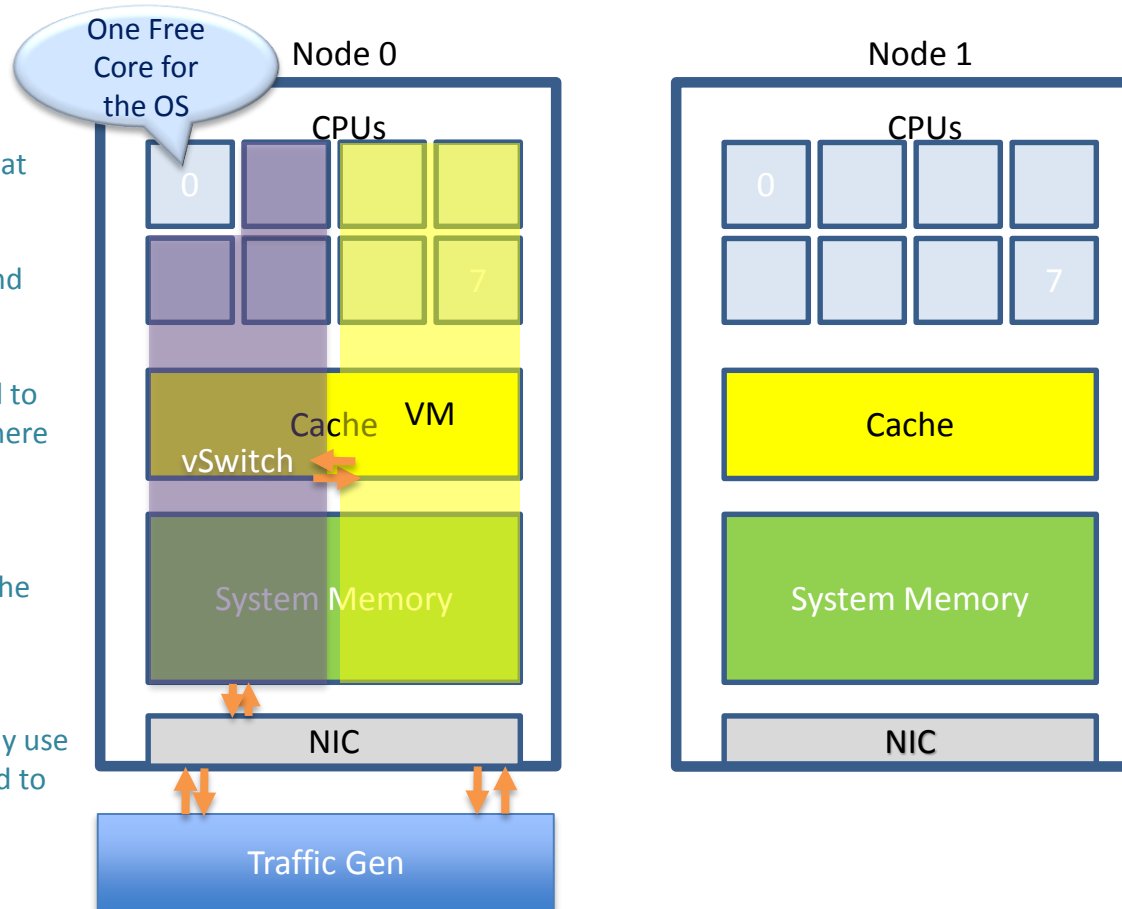 One Free
Core for
the OS
Node 0
Node 1
at
nd
d to
here
he
y use
d to
CPUs
0
7
Cache
VM
vSwitch
System Memory
NIC
Traffic Gen
CPUs
0
7
Cache
System Memory
NIC